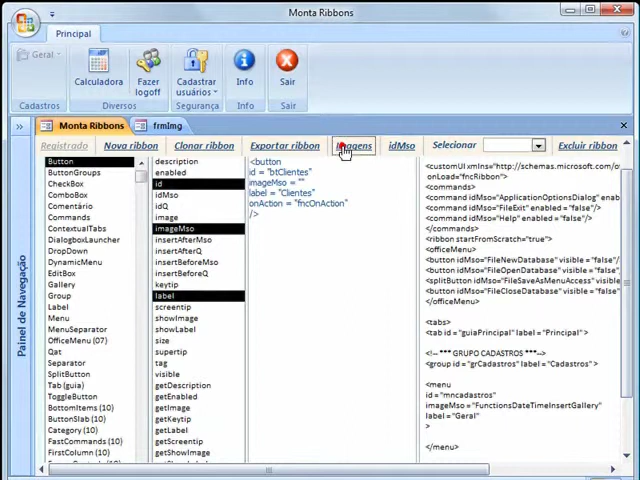 Monta Ribbons
Principal
Geral
Calculadora
Fazer
logoff
Cadastrar
usuários
Info
Sair
Cadastros
Diversos
Segurança
Info
Sair
Monta Ribbons
frmImg
Registrado
Nova ribbon
Clonar ribbon
Exportar ribbon
Imagens
idMso
Selecionar
Excluir ribbon
Painel de Navegação
Button
ButtonGroups
CheckBox
ComboBox
Comentário
Commands
ContextualTabs
DialogboxLauncher
DropDown
DynamicMenu
EditBox
Gallery
Group
Label
Menu
MenuSeparator
OfficeMenu (07)
Qat
Separator
SplitButton
Tab (guia)
ToggleButton
BottomItems (10)
ButtonSlab (10)
Category (10)
FastCommands (10)
FirstColumn (10)
description
enabled
id
idMso
idQ
image
imageMso
insertAfterMso
insertAfterQ
insertBeforeMso
insertBeforeQ
keytip
label
screentip
showImage
showLabel
size
supertip
tag
visible
getDescription
getEnabled
getImage
getKeytip
getLabel
getScreentip
getShowImage
<button
id = "btClientes"
imageMso = ""
label = "Clientes"
onAction = "fncOnAction"
/>
<customUI xmlns="http://schemas.microsoft.com/
onLoad="fncRibbon">
<commands>
<command idMso="ApplicationOptionsDialog" enab
<command idMso="FileExit" enabled ="false"/>
<command idMso="Help" enabled ="false"/>
</commands>
<ribbon startFromScratch="true">
<officeMenu>
<button idMso="FileNewDatabase" visible ="false"/
<button idMso="FileOpenDatabase" visible ="false
<splitButton idMso="FileSaveAsMenuAccess" visible
<button idMso="FileCloseDatabase" visible ="false
</officeMenu>
<tabs>
<tab id="guiaPrincipal" label ="Principal">
<!-- *** GRUPO CADASTROS ***-->
<group id="grCadastros" label ="Cadastros">
<menu
id = "mncadastros"
imageMso ="FunctionsDateTimeInsertGallery"
label ="Geral"
>
</menu>